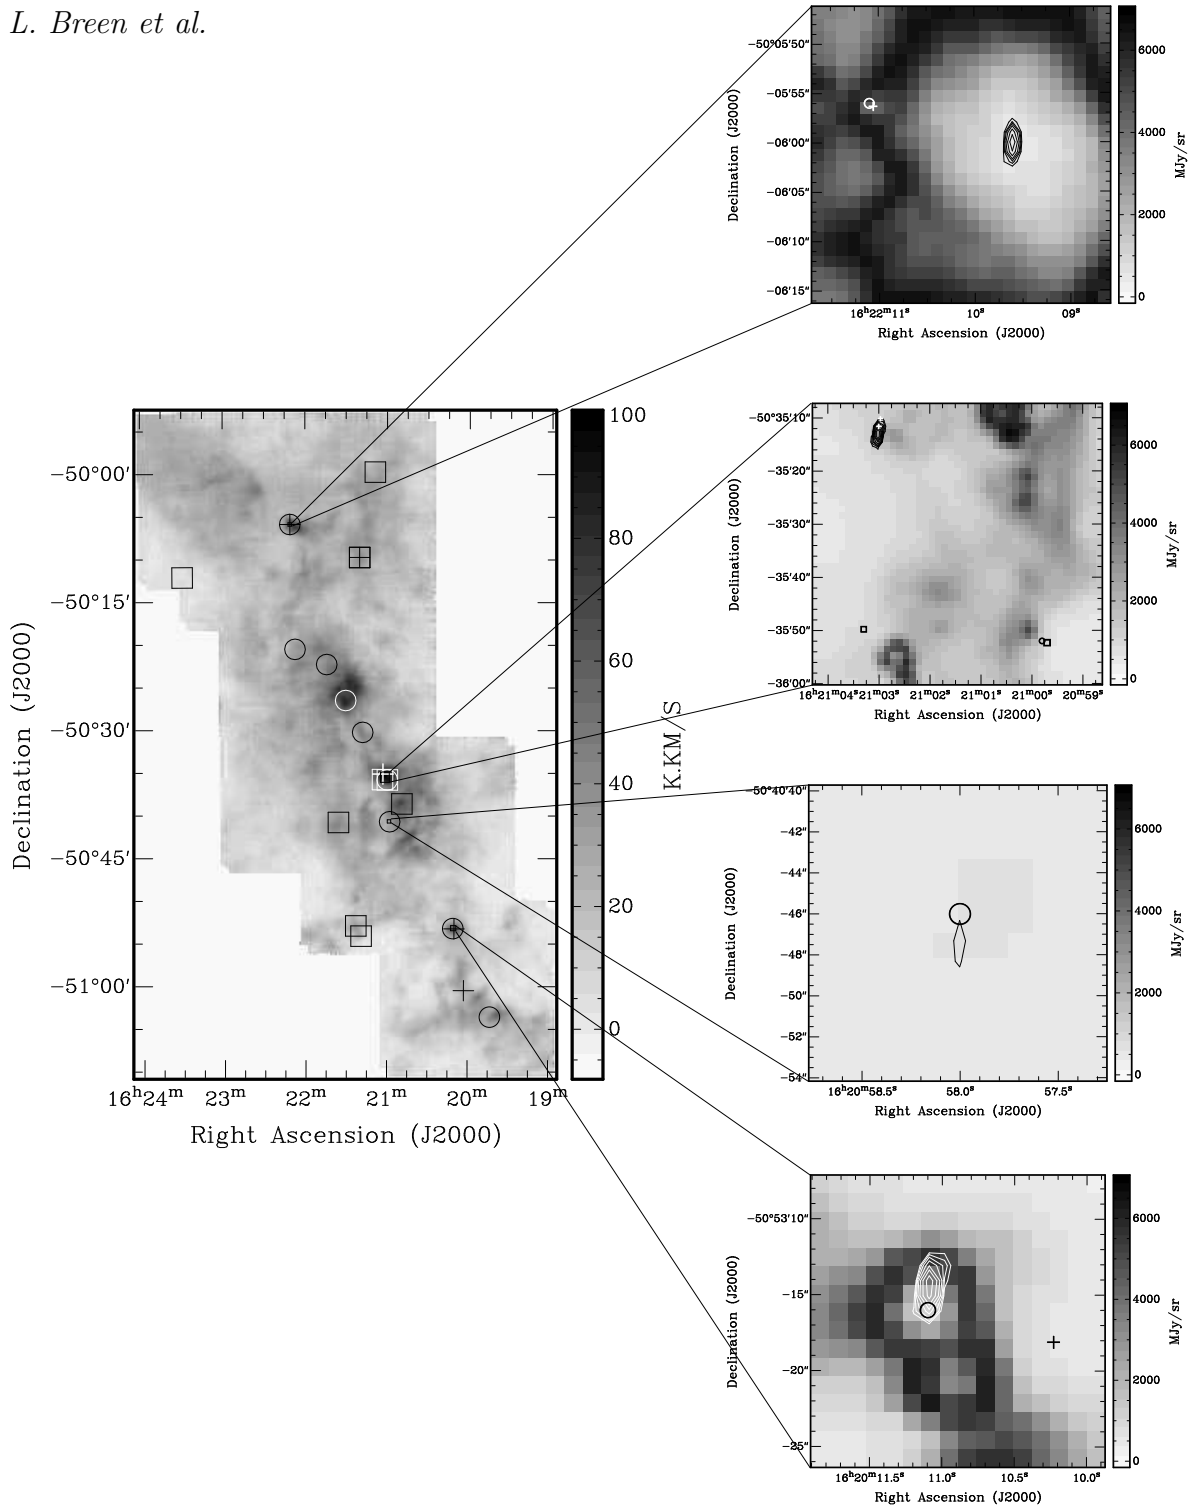 L. Breen et al.
−50°05′50″
−05′55″
−06′00″
−06′05″
−06′10″
−06′15″
Declination (J2000)
16ʰ22ᵐ11ˢ 10ˢ 09ˢ
Right Ascension (J2000)
6000
4000
2000
0
MJy/sr
−50°35′10″
−35′20″
−35′30″
−35′40″
−35′50″
−36′00″
Declination (J2000)
16ʰ21ᵐ04ˢ 21ᵐ03ˢ 21ᵐ02ˢ 21ᵐ01ˢ 21ᵐ00ˢ 20ᵐ59ˢ
Right Ascension (J2000)
6000
4000
2000
0
MJy/sr
−50°00′
−50°15′
−50°30′
−50°45′
−51°00′
Declination (J2000)
16ʰ24ᵐ 23ᵐ 22ᵐ 21ᵐ 20ᵐ 19ᵐ
Right Ascension (J2000)
100
80
60
40
20
0
K.KM/S
−50°40′40″
−42″
−44″
−46″
−48″
−50″
−52″
−54″
Declination (J2000)
16ʰ20ᵐ58.5ˢ 58.0ˢ 57.5ˢ
Right Ascension (J2000)
6000
4000
2000
0
MJy/sr
−50°53′10″
−15″
−20″
−25″
Declination (J2000)
16ʰ20ᵐ11.5ˢ 11.0ˢ 10.5ˢ 10.0ˢ
Right Ascension (J2000)
6000
4000
2000
0
MJy/sr